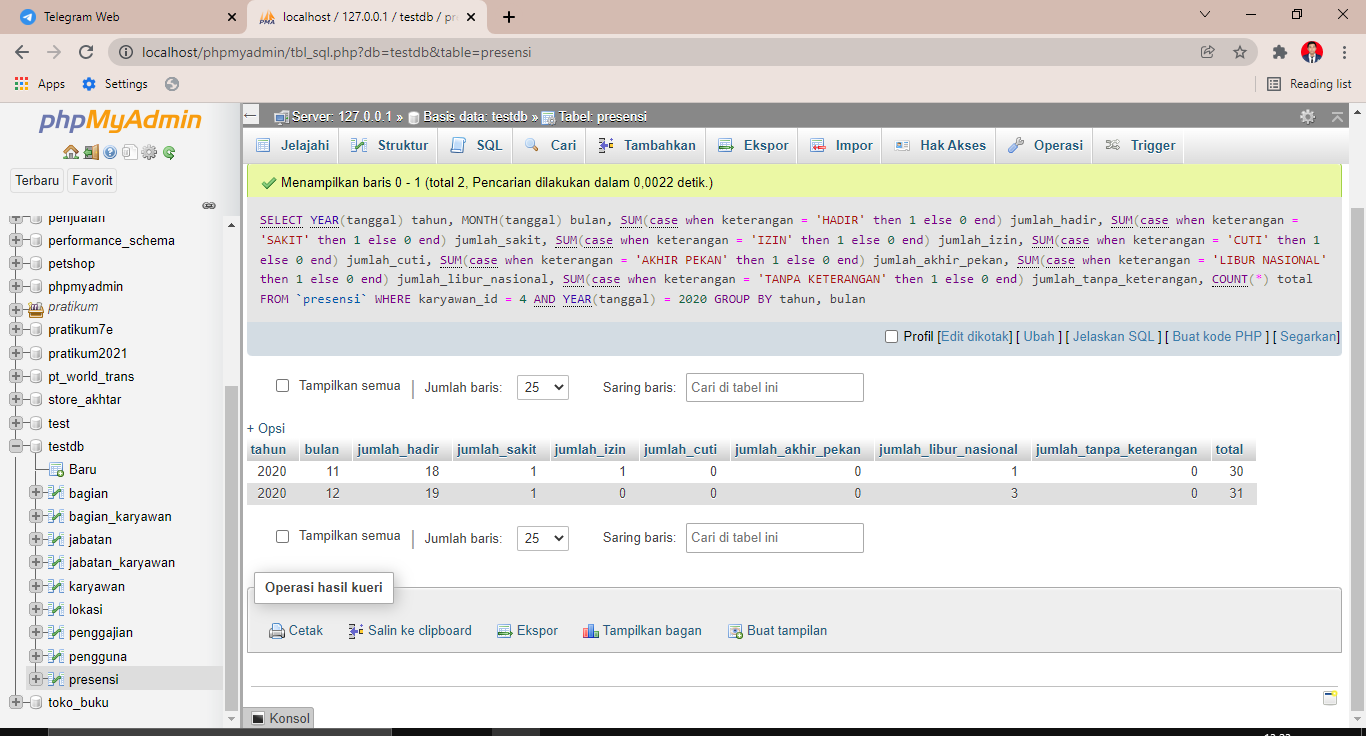 Telegram Web
localhost / 127.0.0.1 / testdb / pr
localhost/phpmyadmin/tbl_sql.php?db=testdb&table=presensi
Apps
Settings
Reading list
phpMyAdmin
Terbaru
Favorit
penjualan
performance_schema
petshop
phpmyadmin
pratikum
pratikum7e
pratikum2021
pt_world_trans
store_akhtar
test
testdb
Baru
bagian
bagian_karyawan
jabatan
jabatan_karyawan
karyawan
lokasi
penggajian
pengguna
presensi
toko_buku
Server: 127.0.0.1 » Basis data: testdb » Tabel: presensi
Jelajahi Struktur SQL Cari Tambahkan Ekspor Impor Hak Akses Operasi Trigger
Menampilkan baris 0 - 1 (total 2, Pencarian dilakukan dalam 0,0022 detik.)
SELECT YEAR(tanggal) tahun, MONTH(tanggal) bulan, SUM(case when keterangan = 'HADIR' then 1 else 0 end) jumlah_hadir, SUM(case when keterangan =
'SAKIT' then 1 else 0 end) jumlah_sakit, SUM(case when keterangan = 'IZIN' then 1 else 0 end) jumlah_izin, SUM(case when keterangan = 'CUTI' then 1
else 0 end) jumlah_cuti, SUM(case when keterangan = 'AKHIR PEKAN' then 1 else 0 end) jumlah_akhir_pekan, SUM(case when keterangan = 'LIBUR NASIONAL'
then 1 else 0 end) jumlah_libur_nasional, SUM(case when keterangan = 'TANPA KETERANGAN' then 1 else 0 end) jumlah_tanpa_keterangan, COUNT(*) total
FROM `presensi` WHERE karyawan_id = 4 AND YEAR(tanggal) = 2020 GROUP BY tahun, bulan
Profil [Edit dikotak] [ Ubah ] [ Jelaskan SQL ] [ Buat kode PHP ] [ Segarkan]
Tampilkan semua | Jumlah baris: 25 Saring baris: Cari di tabel ini
+ Opsi
tahun bulan jumlah_hadir jumlah_sakit jumlah_izin jumlah_cuti jumlah_akhir_pekan jumlah_libur_nasional jumlah_tanpa_keterangan total
2020 11 18 1 1 0 0 1 0 30
2020 12 19 1 0 0 0 3 0 31
Tampilkan semua | Jumlah baris: 25 Saring baris: Cari di tabel ini
Operasi hasil kueri
Cetak Salin ke clipboard Ekspor Tampilkan bagan Buat tampilan
Konsol